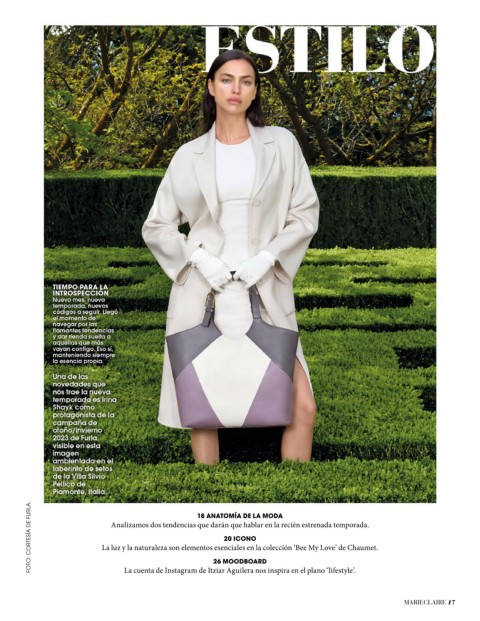 ESTILO
TIEMPO PARA LA
INTROSPECCIÓN
Nuevo mes, nueva
temporada, nuevos
códigos a seguir. Llegó
el momento de
navegar por las
flamantes tendencias
y dar rienda suelta a
aquellas que más
vayan contigo. Eso sí,
manteniendo siempre
la esencia propia.
Una de las
novedades que
nos trae la nueva
temporada es Irina
Shayk como
protagonista de la
campaña de
otoño/invierno
2023 de Furla,
visible en esta
imagen
ambientada en el
laberinto de setos
de la Villa Silvio
Pellico de
Piamonte, Italia.
FOTO: CORTESÍA DE FURLA.
18 ANATOMÍA DE LA MODA
Analizamos dos tendencias que darán que hablar en la recién estrenada temporada.
20 ICONO
La luz y la naturaleza son elementos esenciales en la colección 'Bee My Love' de Chaumet.
26 MOODBOARD
La cuenta de Instagram de Itziar Aguilera nos inspira en el plano 'lifestyle'.
MARIECLAIRE 17